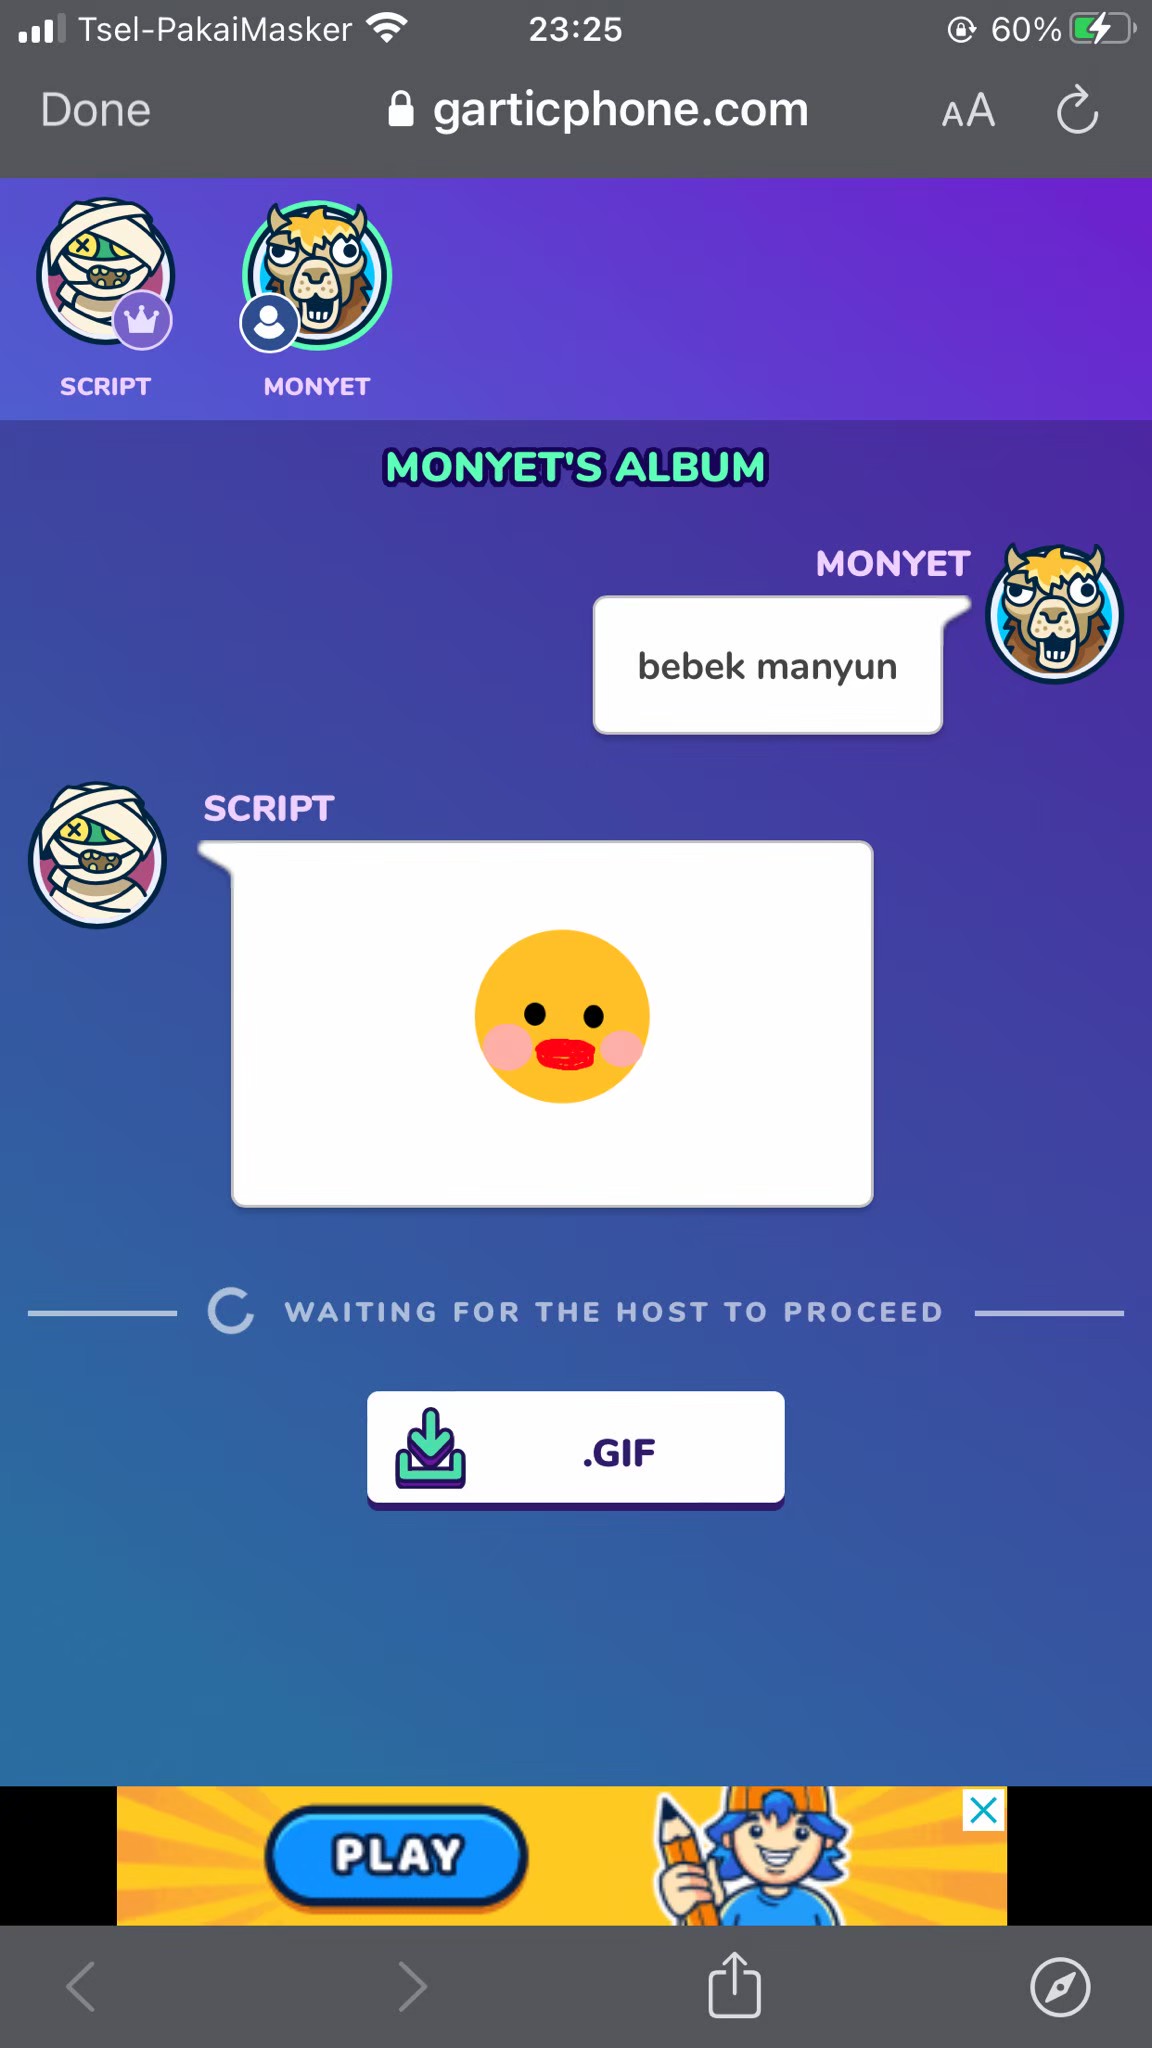 Tsel-PakaiMasker 23:25 60%
Done garticphone.com AA
SCRIPT MONYET
MONYET'S ALBUM
MONYET
bebek manyun
SCRIPT
WAITING FOR THE HOST TO PROCEED
.GIF
PLAY